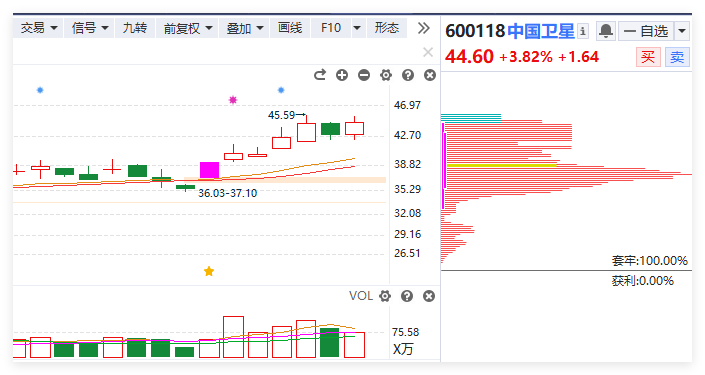 交易 信号 九转 前复权 叠加 画线 F10 形态
600118 中国卫星 自选
44.60 +3.82% +1.64 买 卖
46.97
45.59
42.70
38.82
36.03-37.10
35.29
32.08
29.16
26.51
套牢:100.00%
获利:0.00%
VOL
75.58
X万